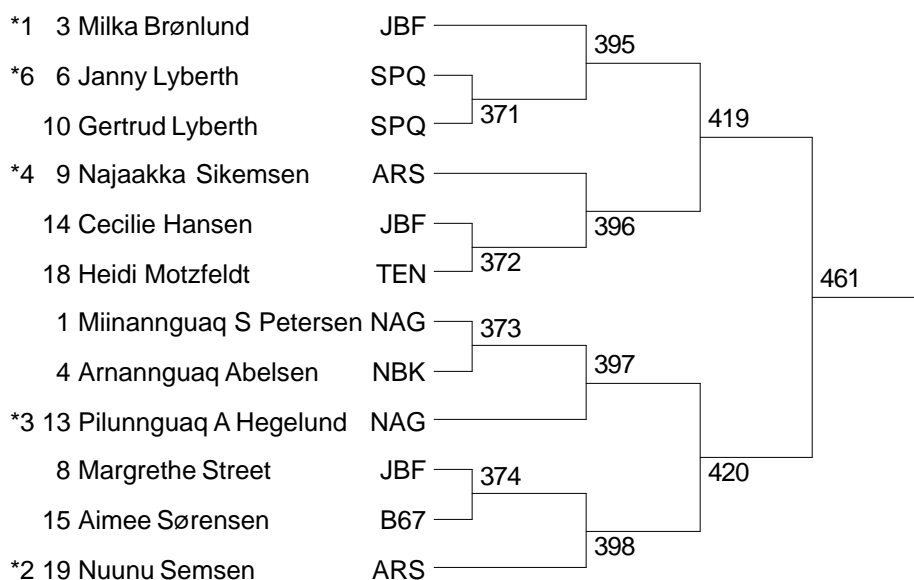 *1 3 Milka Brønlund JBF
395
*6 6 Janny Lyberth SPQ
371
419
10 Gertrud Lyberth SPQ
*4 9 Najaakka Sikemsen ARS
396
14 Cecilie Hansen JBF
372
18 Heidi Motzfeldt TEN
461
1 Miinannguaq S Petersen NAG
373
397
4 Arnannguaq Abelsen NBK
*3 13 Pilunnguaq A Hegelund NAG
420
8 Margrethe Street JBF
374
15 Aimee Sørensen B67
398
*2 19 Nuunu Semsen ARS